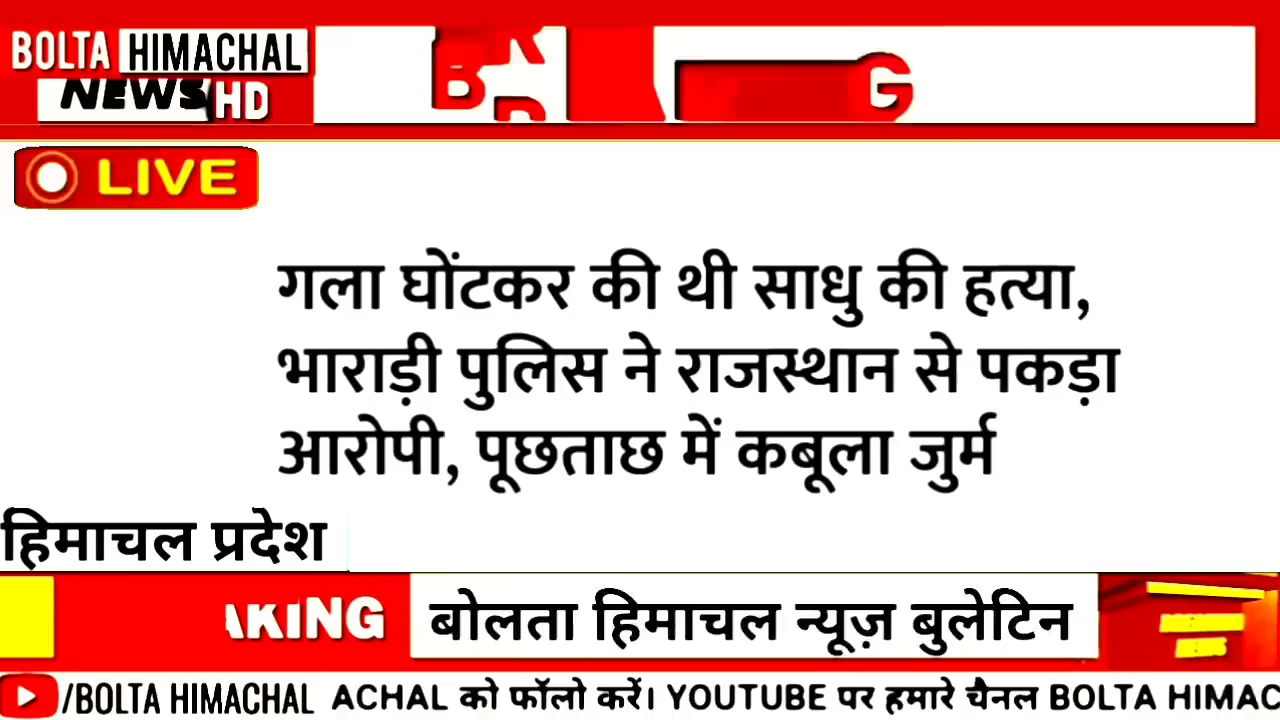 BOLTA HIMACHAL
NEWS HD
LIVE
गला घोंटकर की थी साधु की हत्या,
भाराड़ी पुलिस ने राजस्थान से पकड़ा
आरोपी, पूछताछ में कबूला जुर्म
हिमाचल प्रदेश
AKING बोलता हिमाचल न्यूज़ बुलेटिन
/BOLTA HIMACHAL ACHAL को फॉलो करें। YOUTUBE पर हमारे चैनल BOLTA HIMAC